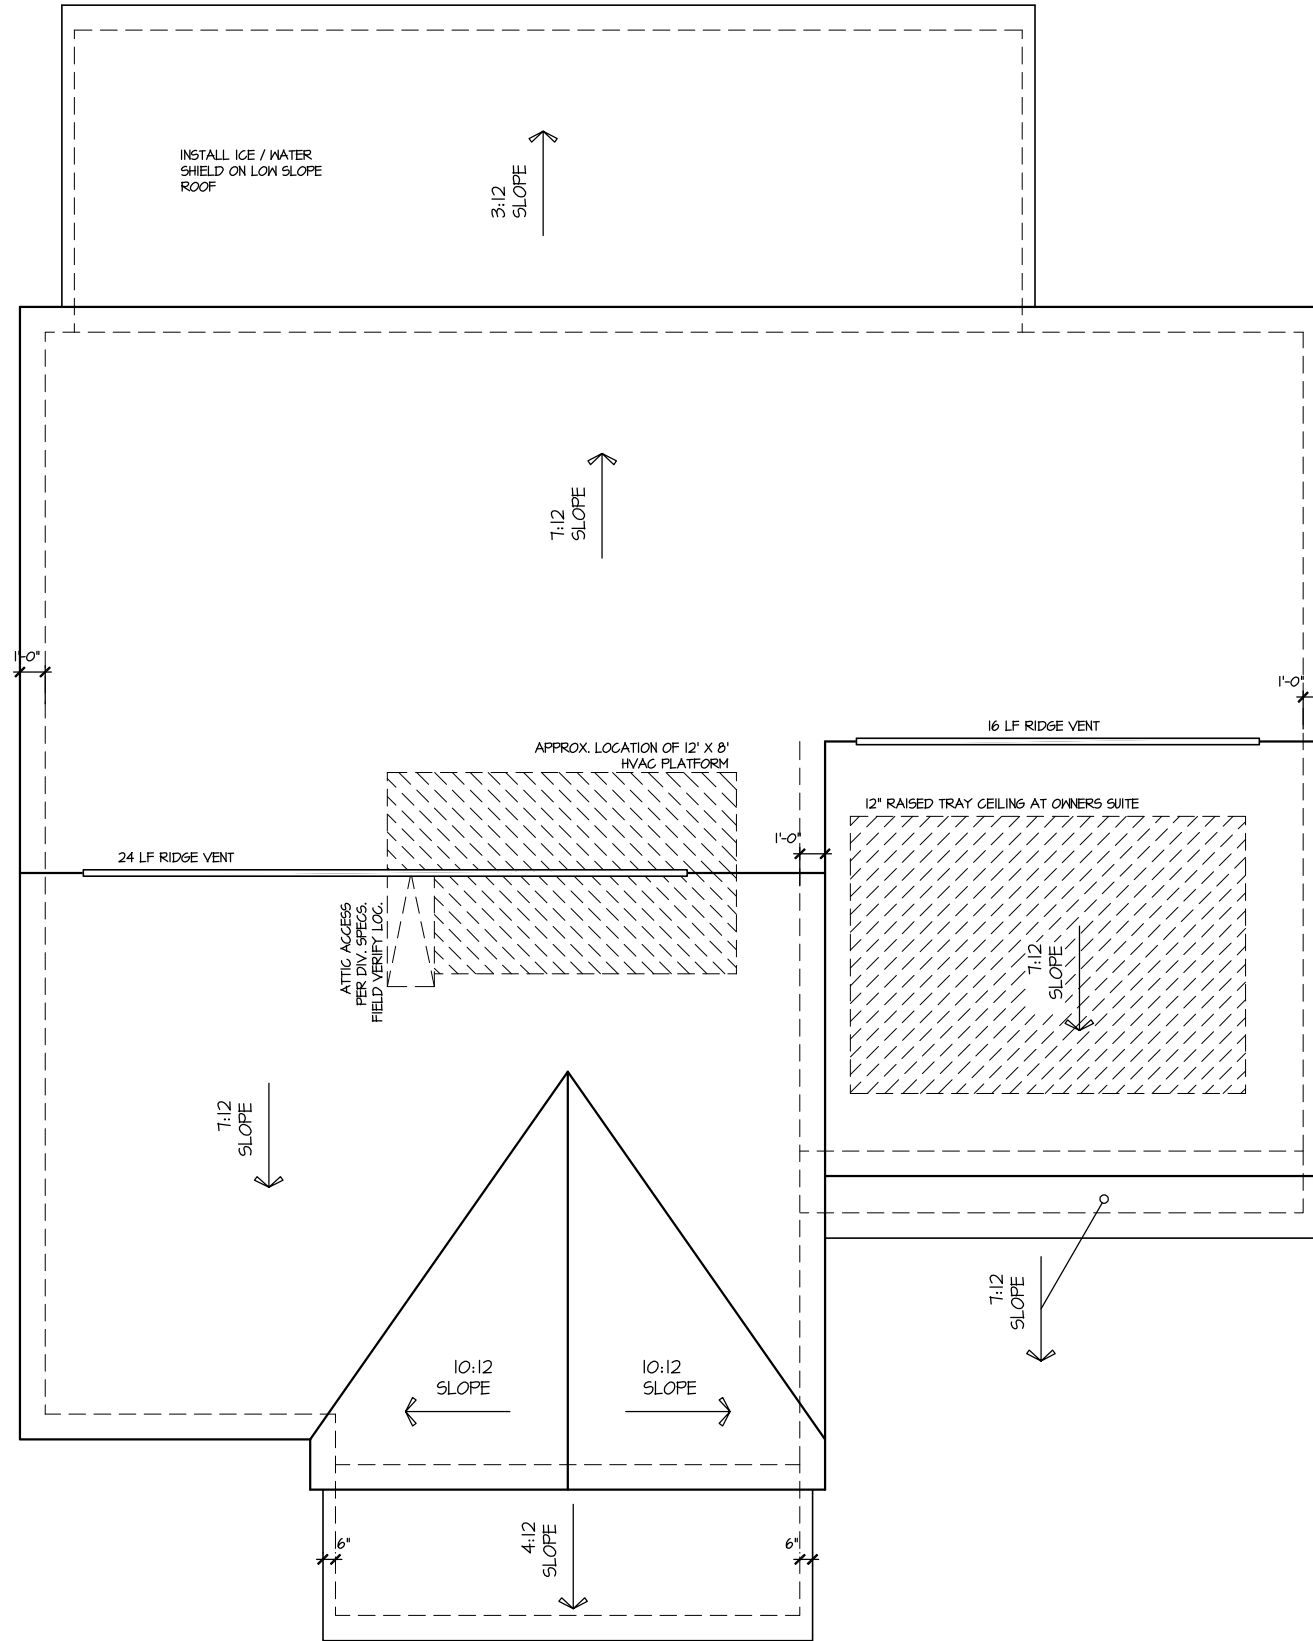 INSTALL ICE / WATER
SHIELD ON LOW SLOPE
ROOF
3:12
SLOPE
7:12
SLOPE
1'-0"
1'-0"
16 LF RIDGE VENT
APPROX. LOCATION OF 12' X 8'
HVAC PLATFORM
12" RAISED TRAY CEILING AT OWNERS SUITE
1'-0"
24 LF RIDGE VENT
ATTIC ACCESS
PER DIV. SPECS.
FIELD VERIFY LOC.
7:12
SLOPE
7:12
SLOPE
7:12
SLOPE
10:12
SLOPE
10:12
SLOPE
4:12
SLOPE
6"
6"